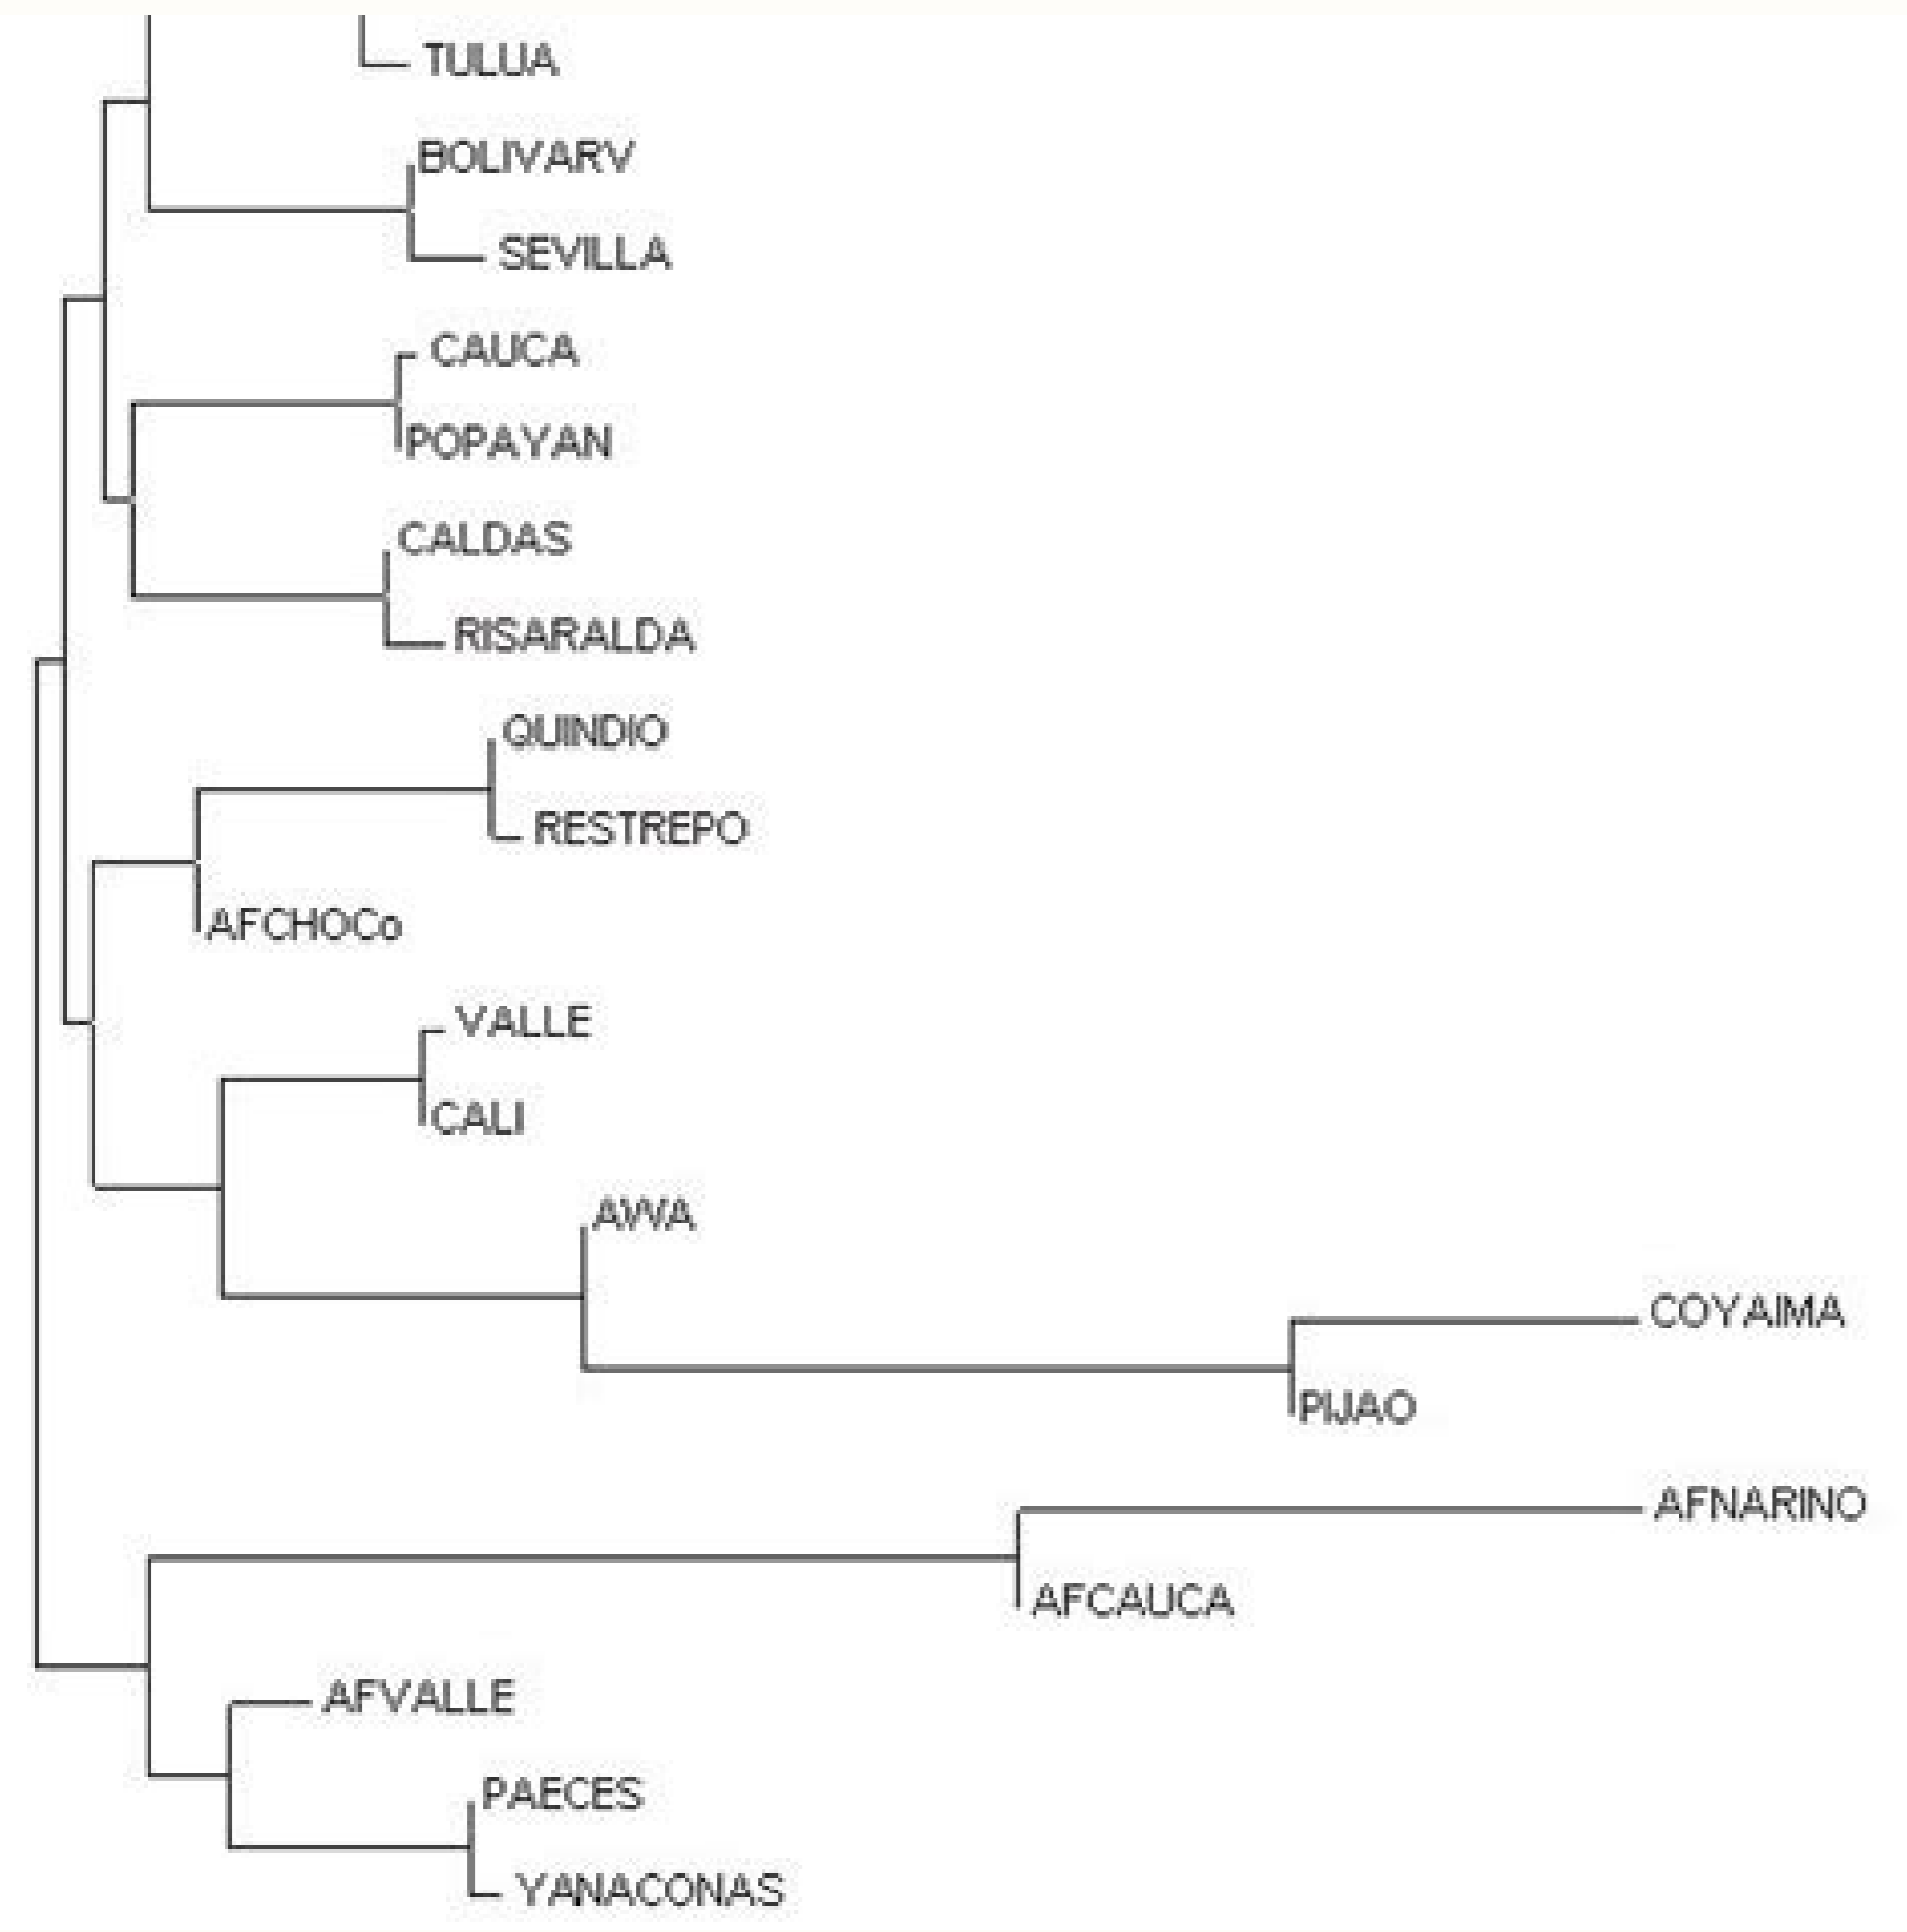 TULUA
BOLIVARV
SEVILLA
CAUCA
POPAYAN
CALDAS
RISARALDA
QUINDIO
RESTREPO
AFCHOCo
VALLE
CALI
AWA
COYAIMA
PIJAO
AFNARINO
AFCAUCA
AFVALLE
PAECES
YANACONAS